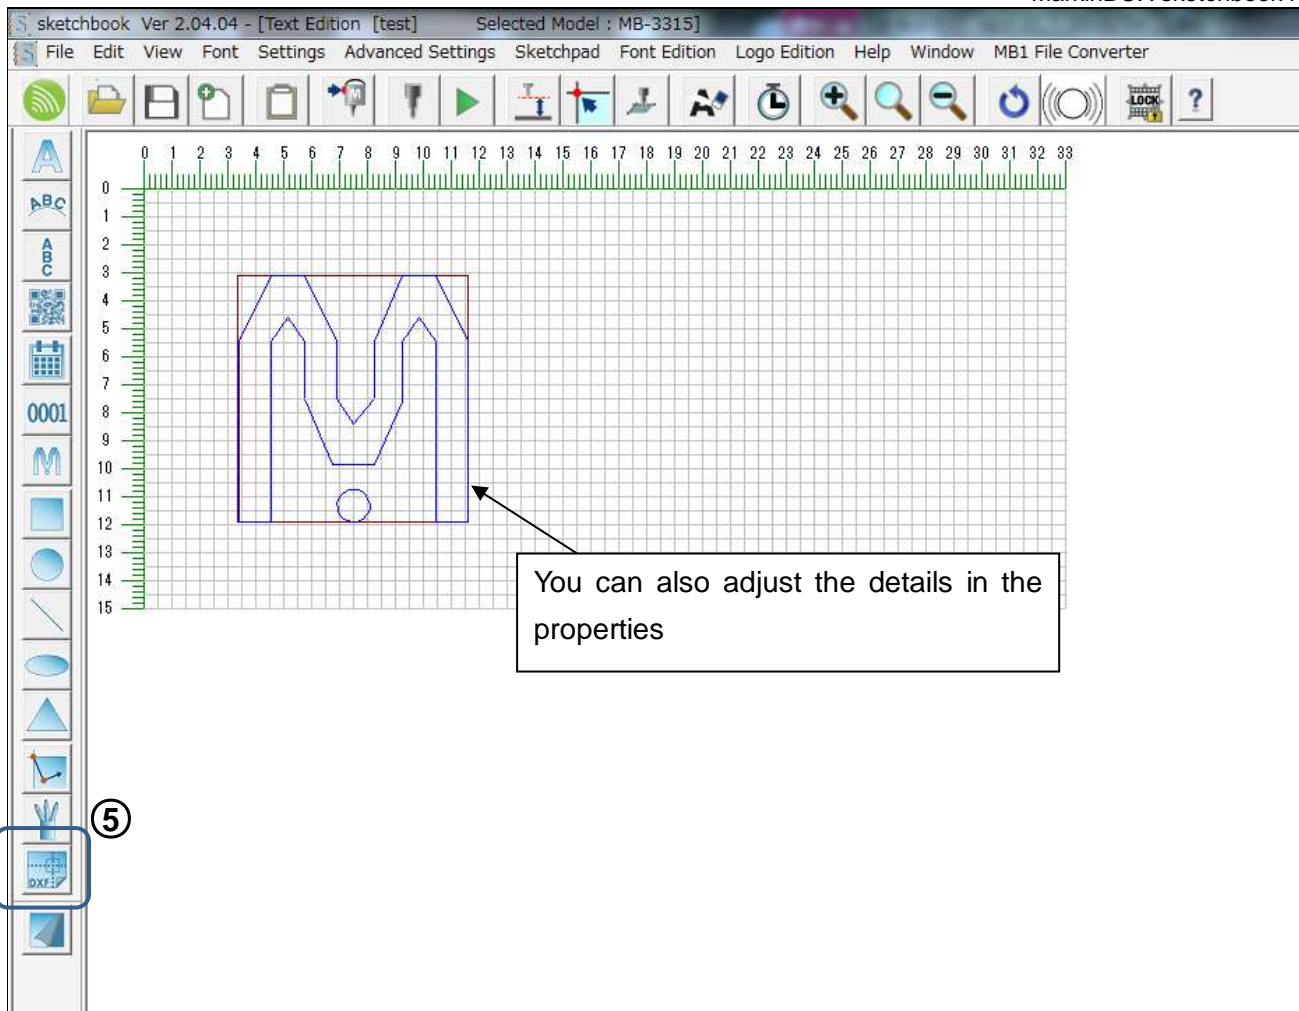 sketchbook Ver 2.04.04 - [Text Edition [test] Selected Model : MB-3315]
File Edit View Font Settings Advanced Settings Sketchpad Font Edition Logo Edition Help Window MB1 File Converter
M LOCK ?
0 1 2 3 4 5 6 7 8 9 10 11 12 13 14 15 16 17 18 19 20 21 22 23 24 25 26 27 28 29 30 31 32 33
0
1
2
3
4
5
6
7
8
9
10
11
12
13
14
15
A
ABC
A
B
C
0001
M
You can also adjust the details in the
properties
⑤
DXF